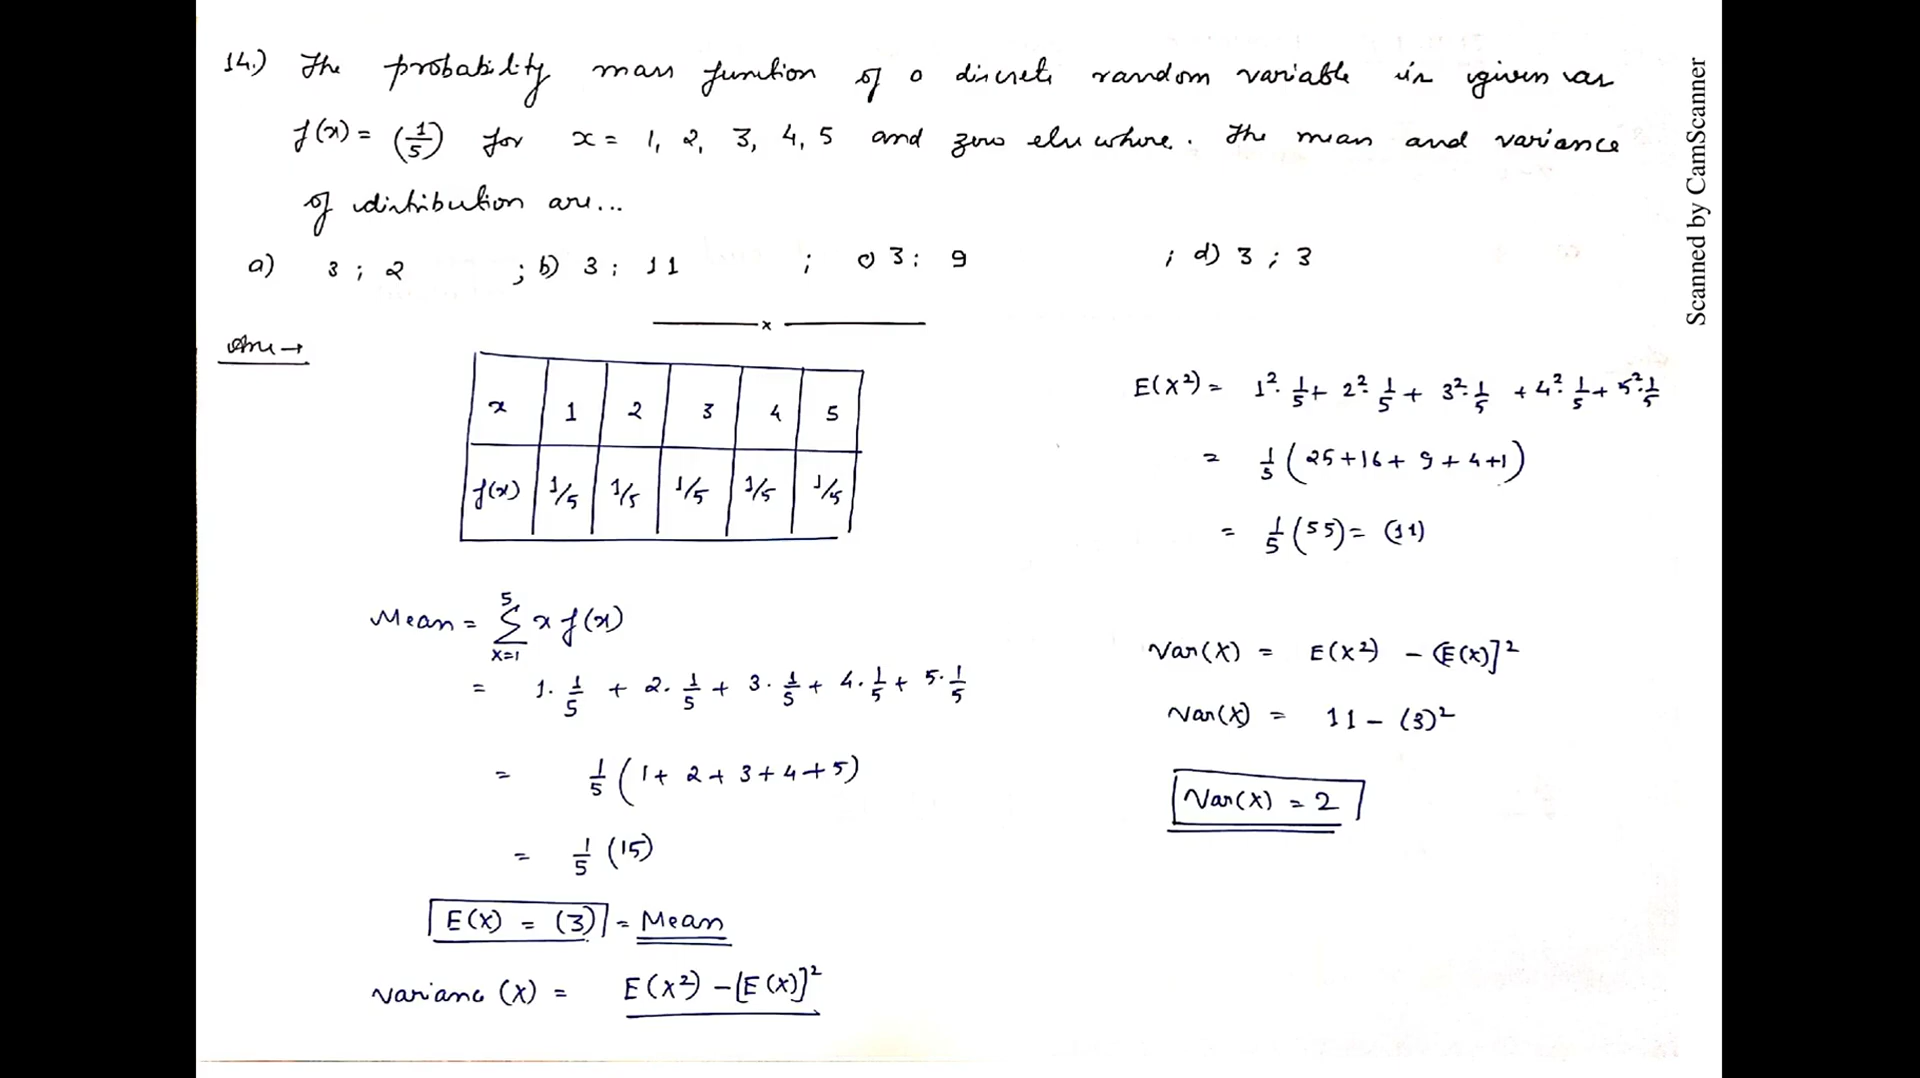 14.) The probability mass function of a discrete random variable is given as
f(x) = (1/5) for x = 1, 2, 3, 4, 5 and zero elsewhere. The mean and variance
of distribution are...
a) 3 ; 2 ; b) 3 : 11 ; c) 3 : 9 ; d) 3 ; 3
x
Ans →
x 1 2 3 4 5
f(x) 1/5 1/5 1/5 1/5 1/5
Mean = 5 Σ x=1 x f(x)
= 1. 1/5 + 2. 1/5 + 3. 1/5 + 4. 1/5 + 5. 1/5
= 1/5 (1+ 2+ 3+4+5)
= 1/5 (15)
E(X) = (3) = Mean
Varianc (X) = E(X²) - [E(X)]²
E(X²) = 1². 1/5 + 2². 1/5 + 3². 1/5 + 4². 1/5 + 5². 1/5
= 1/5 (25+16+ 9+4+1)
= 1/5 (55) = (11)
Var(X) = E(X²) - [E(X)]²
Var(X) = 11 - (3)²
Var(X) = 2
Scanned by CamScanner